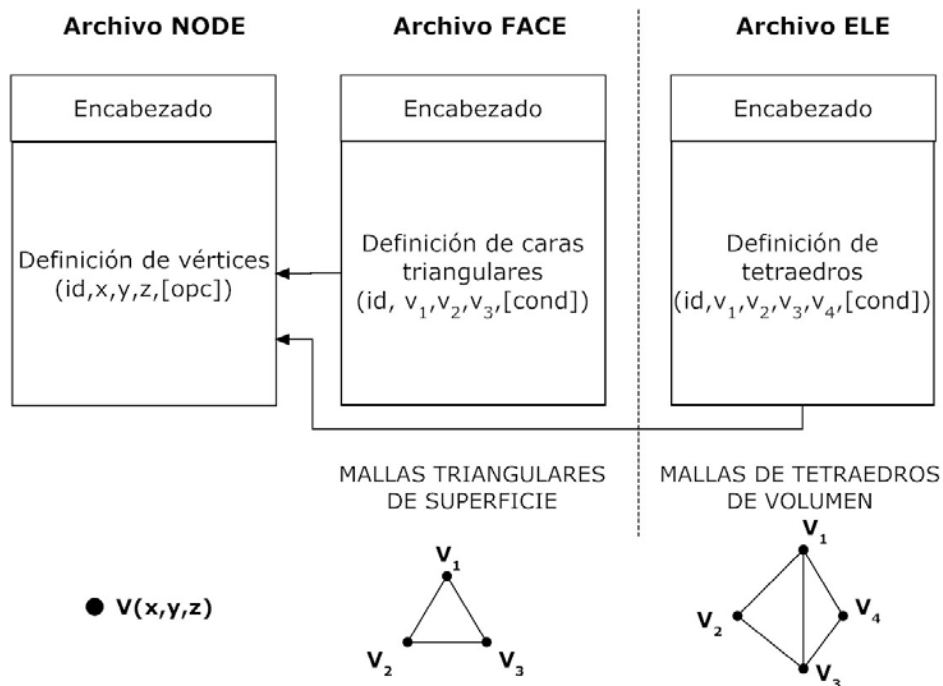 Archivo NODE
Archivo FACE
Archivo ELE
Encabezado
Encabezado
Encabezado
Definición de vértices
(id,x,y,z,[opc])
Definición de caras
triangulares
(id, v₁,v₂,v₃,[cond])
Definición de
tetraedros
(id,v₁,v₂,v₃,v₄,[cond])
MALLAS TRIANGULARES
DE SUPERFICIE
MALLAS DE TETRAEDROS
DE VOLUMEN
V(x,y,z)
V₁
V₂
V₃
V₁
V₂
V₄
V₃